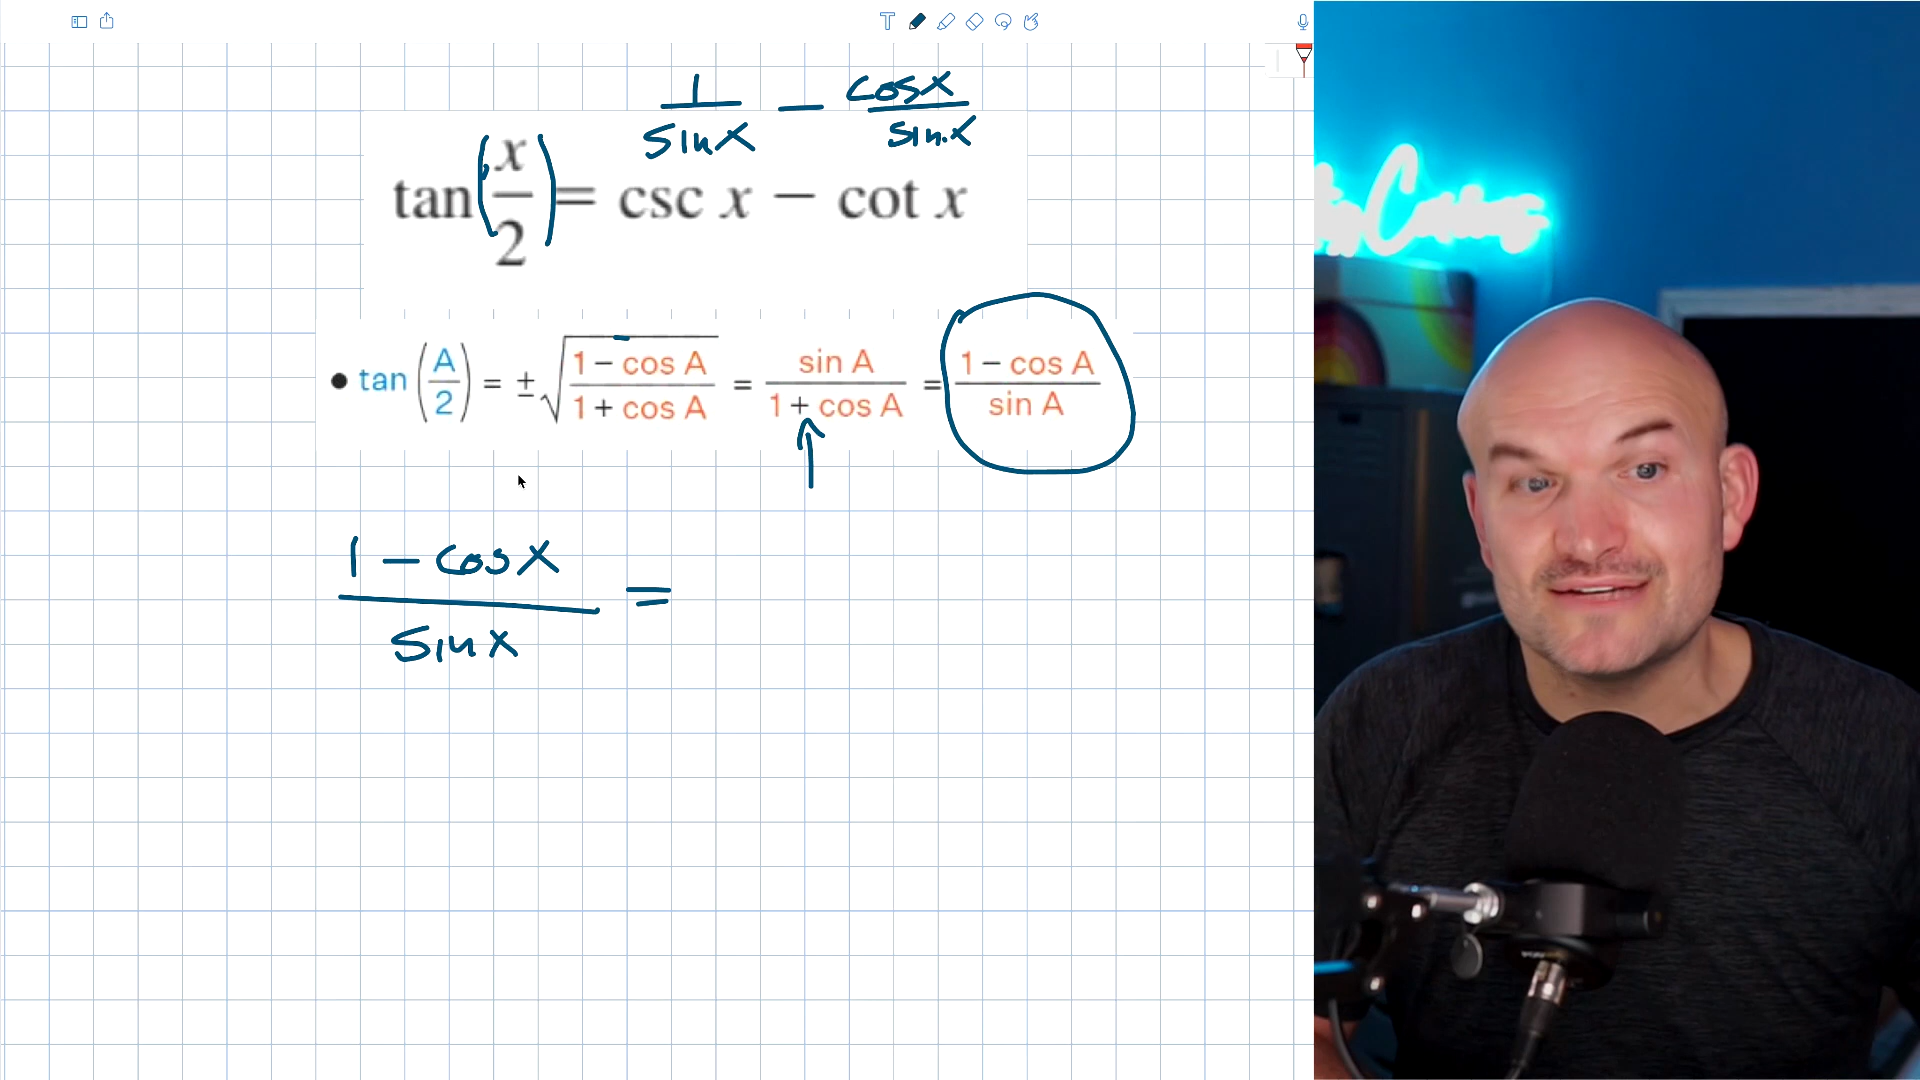 1/sin x − cos x/sin x
tan(x/2) = csc x − cot x
• tan(A/2) = ±√((1 − cos A)/(1 + cos A)) = sin A/(1 + cos A) = (1 − cos A)/sin A
(1 − cos x)/sin x =